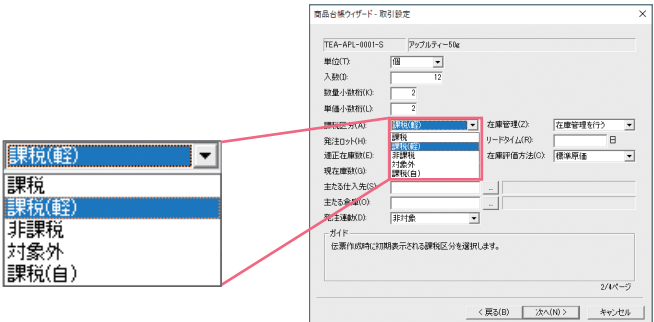 商品台帳ウィザード - 取引設定
TEA-APL-0001-S アップルティー50g
単位(T): 個
入数(I): 12
数量小数桁(K): 2
単価小数桁(L): 2
課税区分(A): 課税(軽) 在庫管理(Z): 在庫管理を行う
課税
課税(軽)
非課税
対象外
課税(自)
発注ロット(H): リードタイム(R): 日
適正在庫数(E): 在庫評価方法(C): 標準原価
現在庫数(G):
主たる仕入先(S): ...
主たる倉庫(O): ...
発注連動(D): 非対象
ガイド
伝票作成時に初期表示される課税区分を選択します。
2/4ページ
< 戻る(B) 次へ(N) > キャンセル
課税(軽)
課税
課税(軽)
非課税
対象外
課税(自)